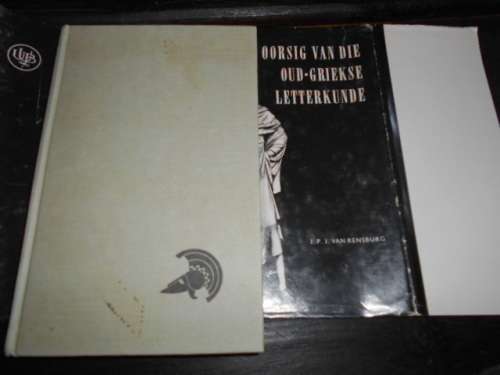 OORSIG VAN DIE
OUD-GRIEKSE
LETTERKUNDE
J. P. J. VAN RENSBURG